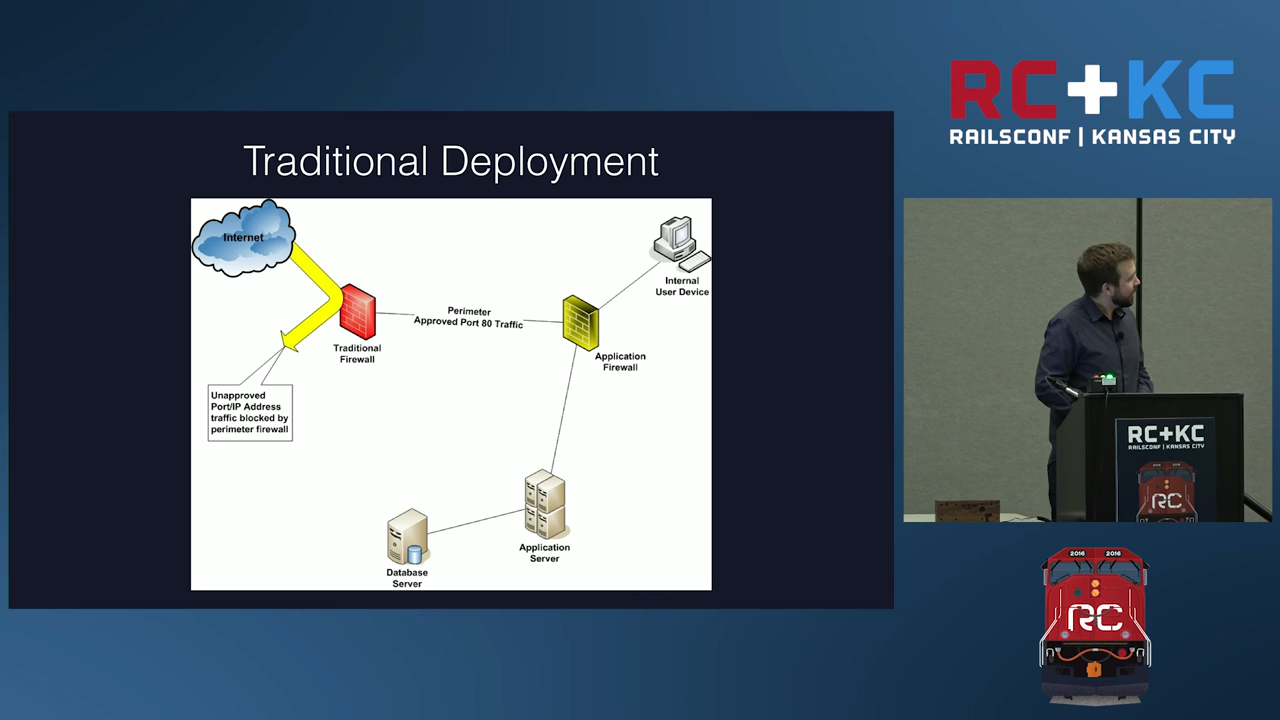 RC+KC
RAILSCONF | KANSAS CITY
Traditional Deployment
Internet
Internal
User Device
Perimeter
Approved Port 80 Traffic
Traditional
Firewall
Application
Firewall
Unapproved
Port/IP Address
traffic blocked by
perimeter firewall
Application
Server
Database
Server
RC+KC
RAILSCONF | KANSAS CITY
RC
2016 2016
RC